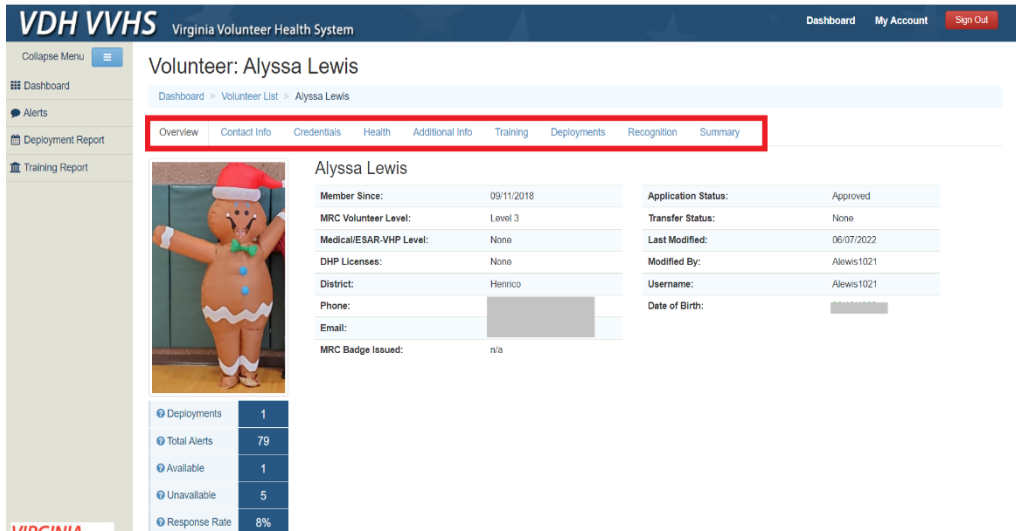 VDH VVHS Virginia Volunteer Health System
Dashboard My Account Sign Out
Collapse Menu
Dashboard
Alerts
Deployment Report
Training Report
Volunteer: Alyssa Lewis
Dashboard > Volunteer List > Alyssa Lewis
Overview Contact Info Credentials Health Additional Info Training Deployments Recognition Summary
Alyssa Lewis
Member Since: 09/11/2018
MRC Volunteer Level: Level 3
Medical/ESAR-VHP Level: None
DHP Licenses: None
District: Henrico
Phone:
Email:
MRC Badge Issued: n/a
Application Status: Approved
Transfer Status: None
Last Modified: 06/07/2022
Modified By: Alewis1021
Username: Alewis1021
Date of Birth:
Deployments 1
Total Alerts 79
Available 1
Unavailable 5
Response Rate 8%
VIRGINIA